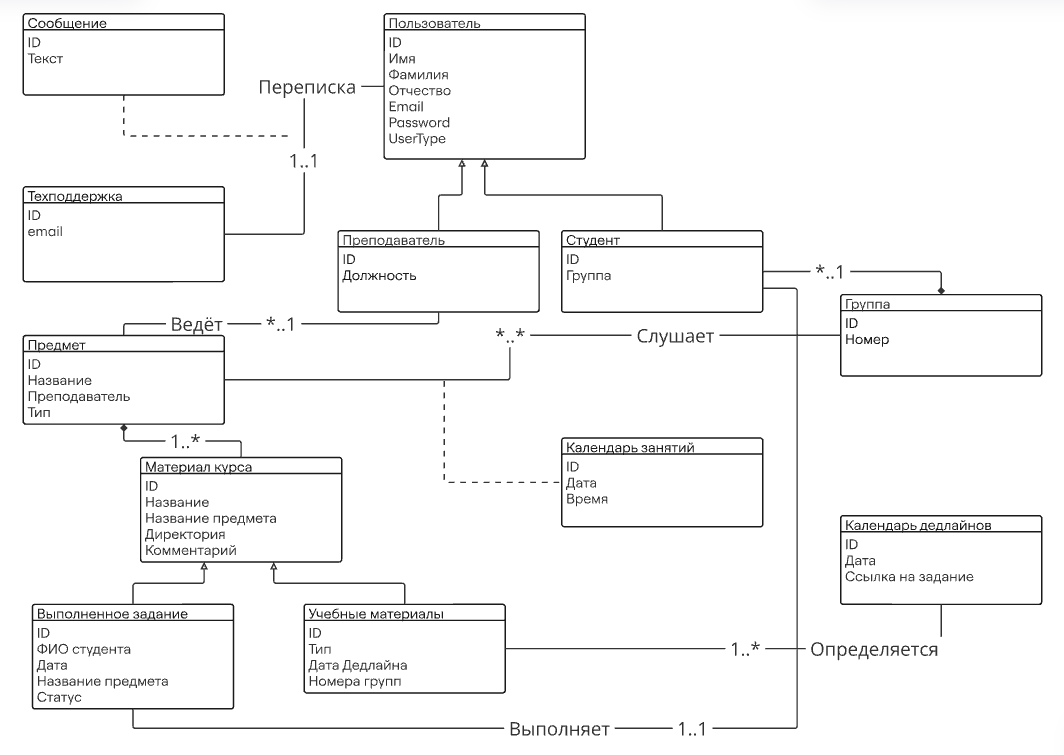 Сообщение
ID
Текст
Пользователь
ID
Имя
Фамилия
Отчество
Email
Password
UserType
Переписка
1..1
Техподдержка
ID
email
Преподаватель
ID
Должность
Студент
ID
Группа
*..1
Группа
ID
Номер
Ведёт
*..1
*..*
Слушает
Предмет
ID
Название
Преподаватель
Тип
1..*
Материал курса
ID
Название
Название предмета
Директория
Комментарий
Календарь занятий
ID
Дата
Время
Календарь дедлайнов
ID
Дата
Ссылка на задание
Выполненное задание
ID
ФИО студента
Дата
Название предмета
Статус
Учебные материалы
ID
Тип
Дата Дедлайна
Номера групп
1..*
Определяется
Выполняет
1..1